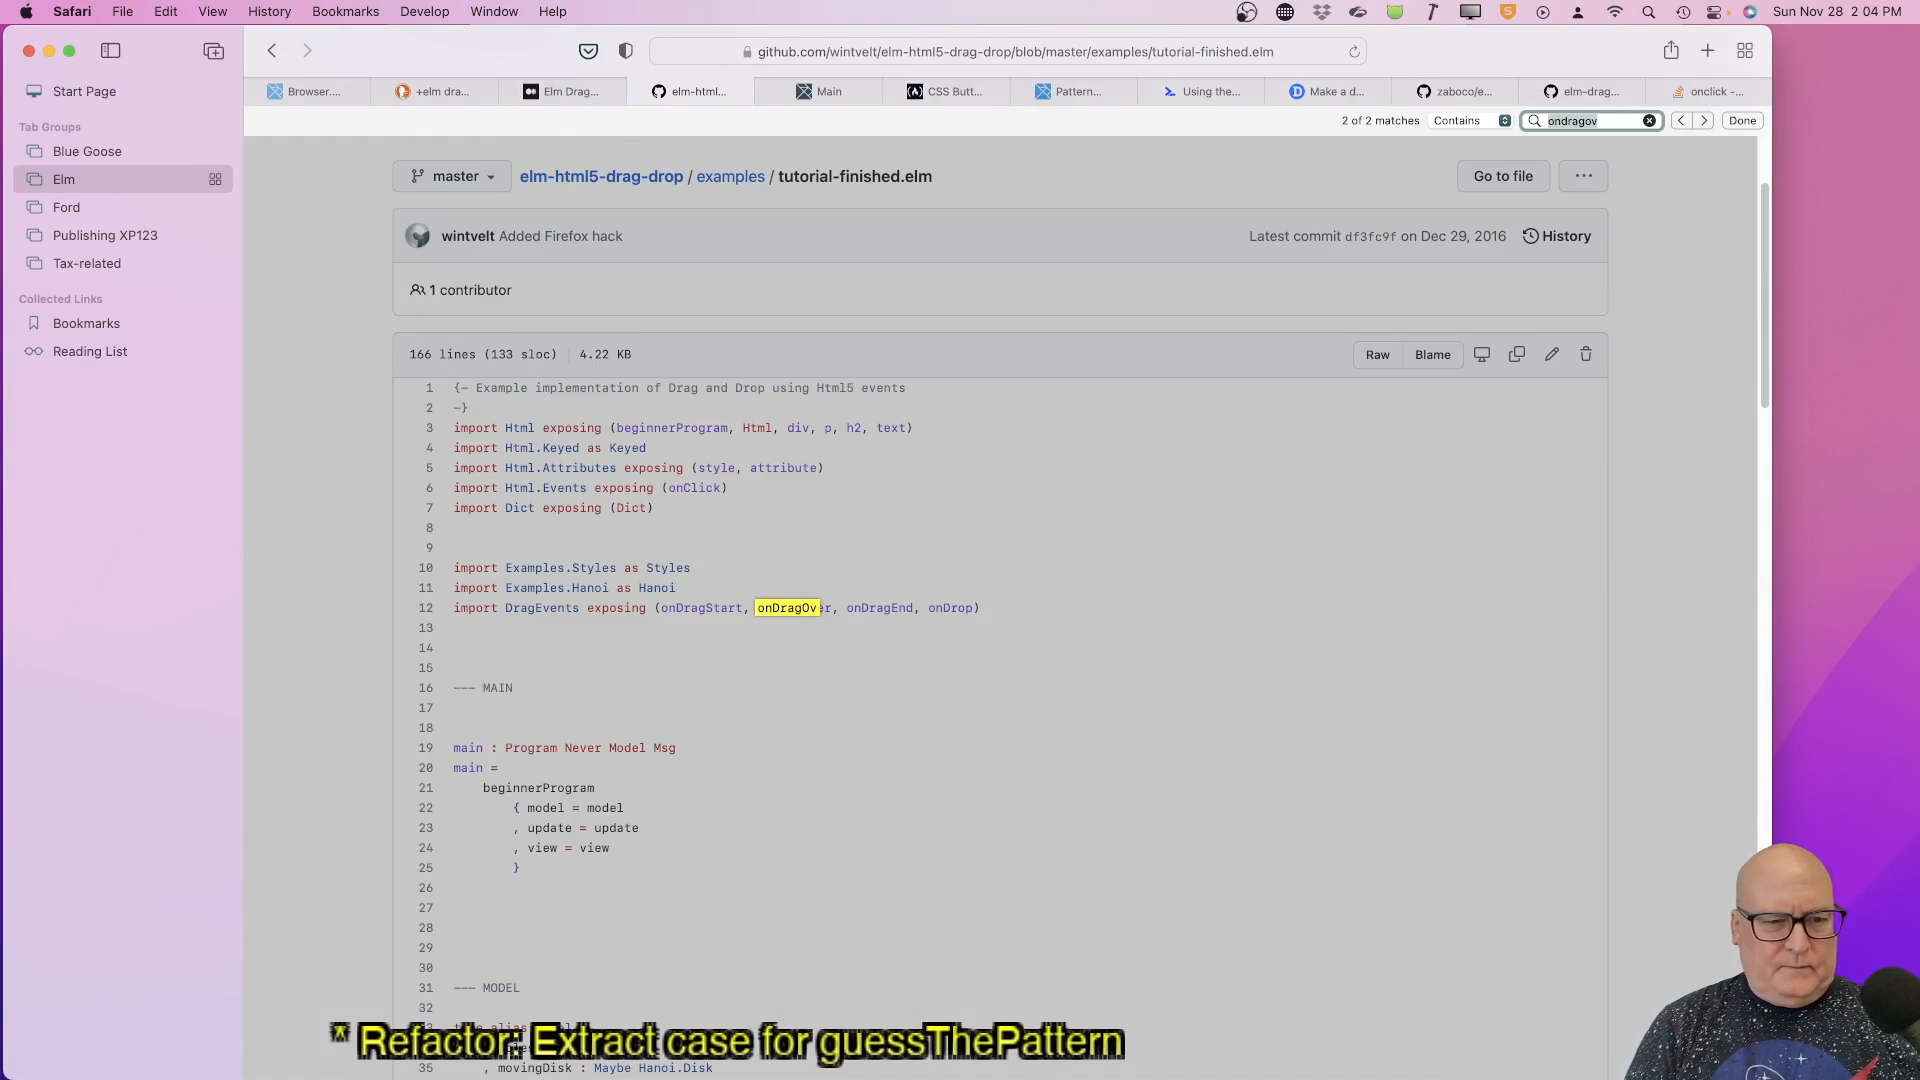 Safari File Edit View History Bookmarks Develop Window Help Sun Nov 28 2:04 PM
github.com/wintvelt/elm-html5-drag-drop/blob/master/examples/tutorial-finished.elm
Start Page
Tab Groups
Blue Goose
Elm
Ford
Publishing XP123
Tax-related
Collected Links
Bookmarks
Reading List
Browser.... +elm dra... Elm Drag... elm-html... Main CSS Butt... Pattern... Using the... Make a d... zaboco/e... elm-drag... onclick -...
2 of 2 matches Contains ondragov Done
master elm-html5-drag-drop / examples / tutorial-finished.elm Go to file ...
wintvelt Added Firefox hack Latest commit df3fc9f on Dec 29, 2016 History
1 contributor
166 lines (133 sloc) 4.22 KB Raw Blame
1 {- Example implementation of Drag and Drop using Html5 events
2 -}
3 import Html exposing (beginnerProgram, Html, div, p, h2, text)
4 import Html.Keyed as Keyed
5 import Html.Attributes exposing (style, attribute)
6 import Html.Events exposing (onClick)
7 import Dict exposing (Dict)
8
9
10 import Examples.Styles as Styles
11 import Examples.Hanoi as Hanoi
12 import DragEvents exposing (onDragStart, onDragOver, onDragEnd, onDrop)
13
14
15
16 --- MAIN
17
18
19 main : Program Never Model Msg
20 main =
21 beginnerProgram
22 { model = model
23 , update = update
24 , view = view
25 }
26
27
28
29
30
31 --- MODEL
32
* Refactor: Extract case for guessThePattern
35 , movingDisk : Maybe Hanoi.Disk